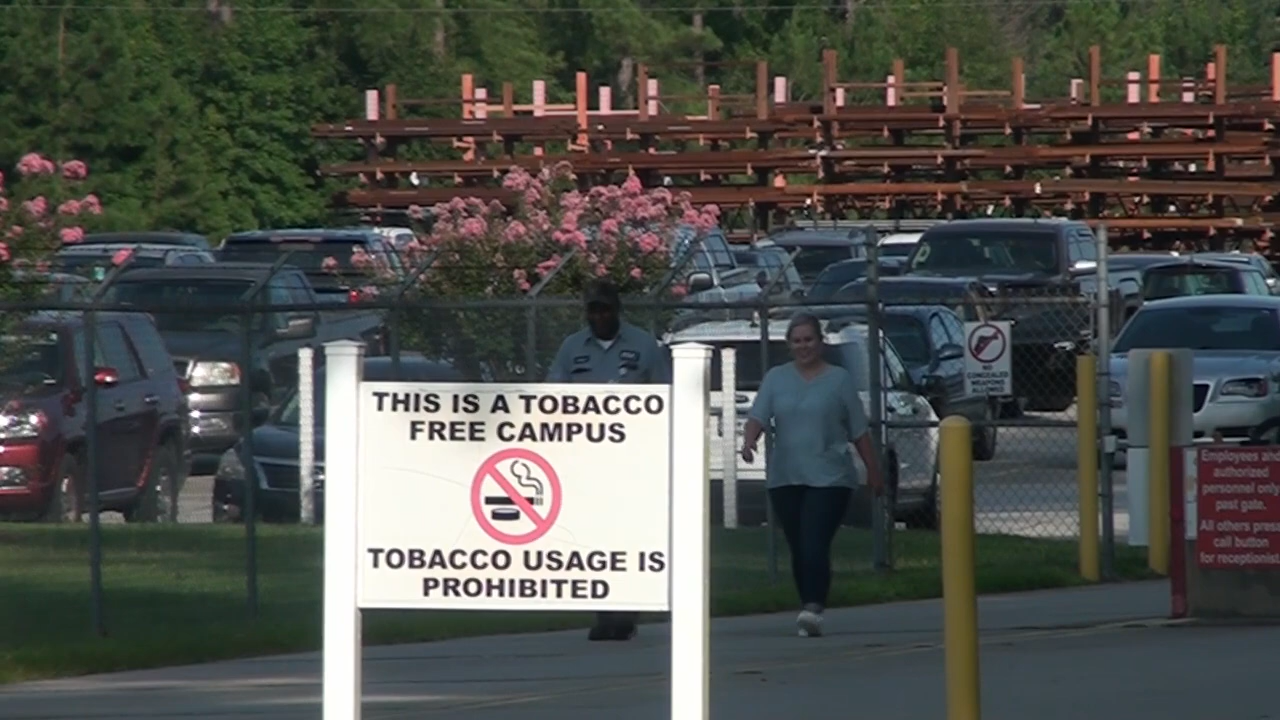 THIS IS A TOBACCO
FREE CAMPUS
TOBACCO USAGE IS
PROHIBITED
NO
CONCEALED
WEAPONS
ALLOWED
Employees and
authorized
personnel only
past gate.
All others press
call button
for receptionist